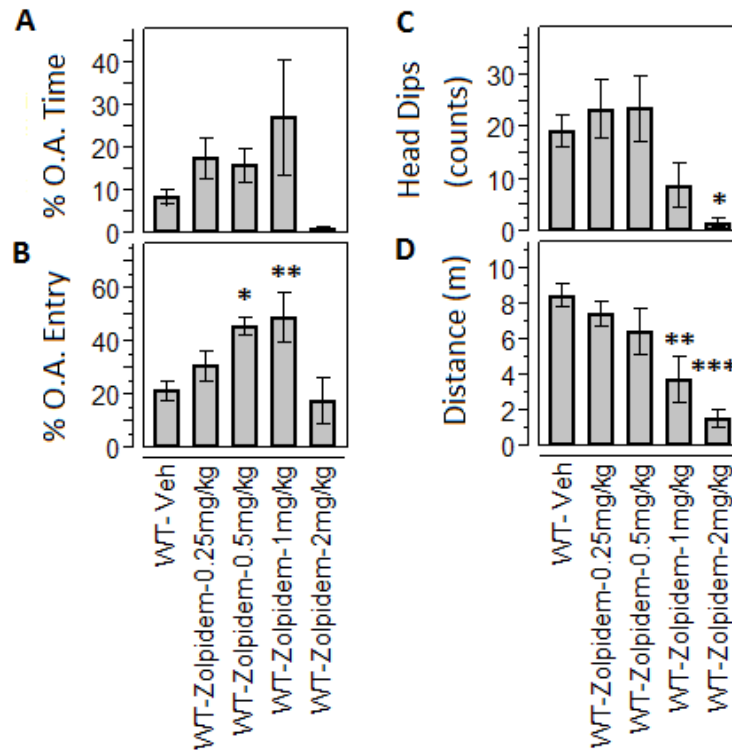 A
% O.A. Time
40
30
20
10
0
B
% O.A. Entry
60
40
20
0
*
**
WT- Veh
WT-Zolpidem-0.25mg/kg
WT-Zolpidem-0.5mg/kg
WT-Zolpidem-1mg/kg
WT-Zolpidem-2mg/kg
C
Head Dips
(counts)
30
20
10
0
*
D
Distance (m)
10
8
6
4
2
0
**
***
WT- Veh
WT-Zolpidem-0.25mg/kg
WT-Zolpidem-0.5mg/kg
WT-Zolpidem-1mg/kg
WT-Zolpidem-2mg/kg